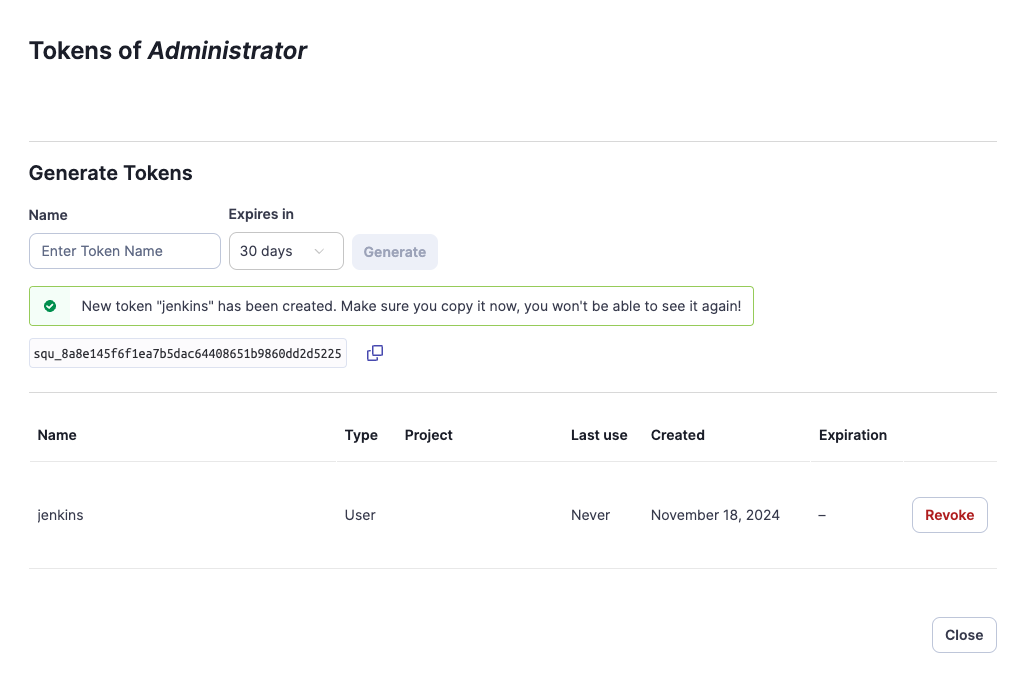 Tokens of Administrator
Generate Tokens
Name
Expires in
Enter Token Name
30 days
Generate
New token "jenkins" has been created. Make sure you copy it now, you won't be able to see it again!
squ_8a8e145f6f1ea7b5dac64408651b9860dd2d5225
Name Type Project Last use Created Expiration
jenkins User Never November 18, 2024 – Revoke
Close